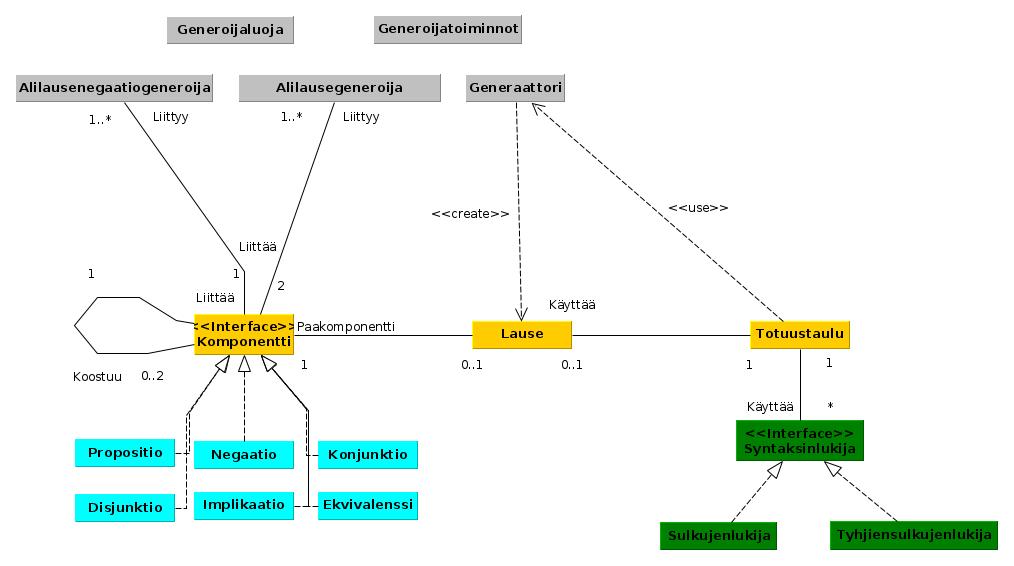 Generoijaluoja
Generoijatoiminnot
Alilausenegaatiogeneroija
Alilausegeneroija
Generaattori
1..*
Liittyy
1..*
Liittyy
<<create>>
<<use>>
Liittää
1
1
2
Liittää
Käyttää
<<Interface>>
Komponentti
Paakomponentti
Lause
Totuustaulu
1
0..1
0..1
1
1
Koostuu
0..2
Käyttää
*
<<Interface>>
Syntaksinlukija
Propositio
Negaatio
Konjunktio
Disjunktio
Implikaatio
Ekvivalenssi
Sulkujenlukija
Tyhjiensulkujenlukija